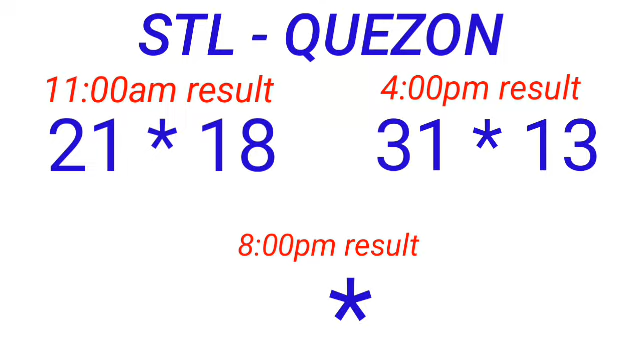 STL - QUEZON
11:00am result
21 * 18
4:00pm result
31 * 13
8:00pm result
*